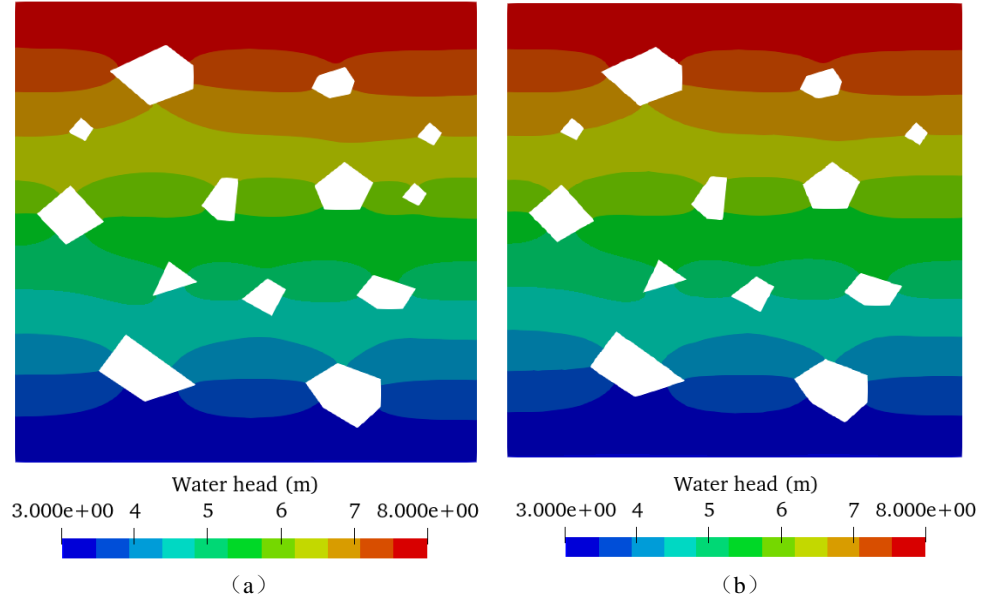 Water head (m)
3.000e+00 4 5 6 7 8.000e+00
（a）
Water head (m)
3.000e+00 4 5 6 7 8.000e+00
（b）